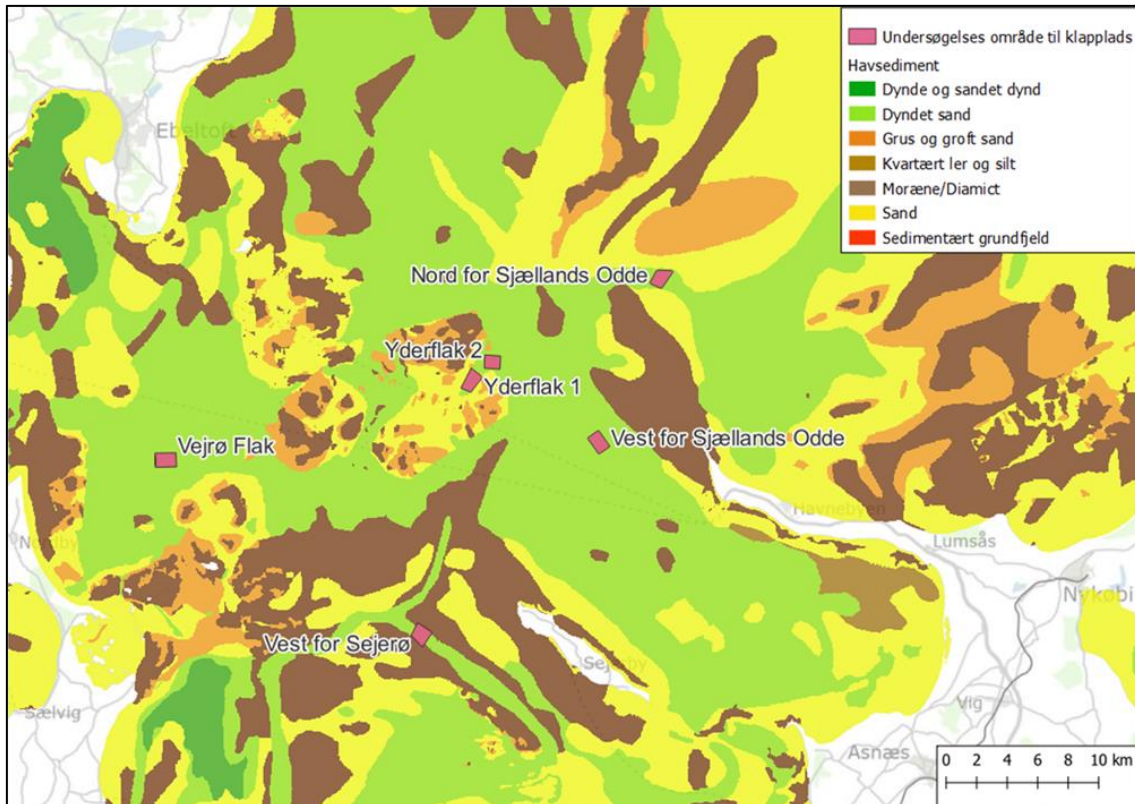 Undersøgelses område til klapplads
Havsediment
Dynde og sandet dynd
Dyndet sand
Grus og groft sand
Kvartært ler og silt
Moræne/Diamict
Sand
Sedimentært grundfjeld
Ebeltoft
Nord for Sjællands Odde
Yderflak 2
Yderflak 1
Vest for Sjællands Odde
Vejrø Flak
Havnebyen
Nordby
Lumsås
Nykøbi
Vest for Sejerø
Sejerby
Sælvig
Vig
Asnæs
0 2 4 6 8 10 km